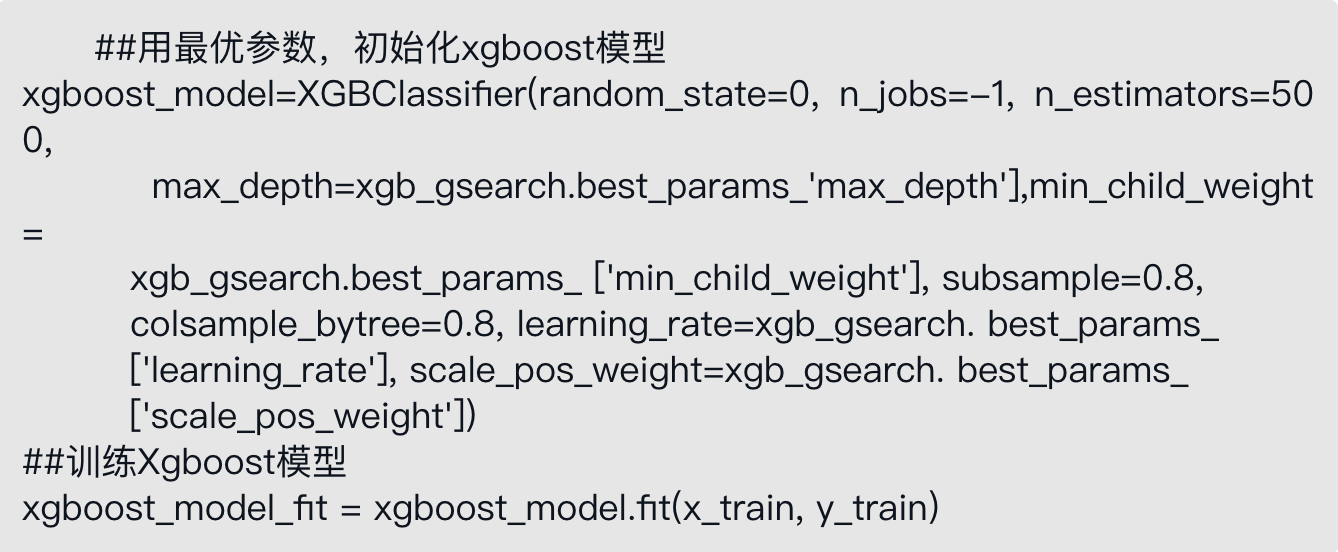 ##用最优参数，初始化xgboost模型
xgboost_model=XGBClassifier(random_state=0, n_jobs=-1, n_estimators=50
0,
max_depth=xgb_gsearch.best_params_'max_depth'],min_child_weight
=
xgb_gsearch.best_params_ ['min_child_weight'], subsample=0.8,
colsample_bytree=0.8, learning_rate=xgb_gsearch. best_params_
['learning_rate'], scale_pos_weight=xgb_gsearch. best_params_
['scale_pos_weight'])
##训练Xgboost模型
xgboost_model_fit = xgboost_model.fit(x_train, y_train)